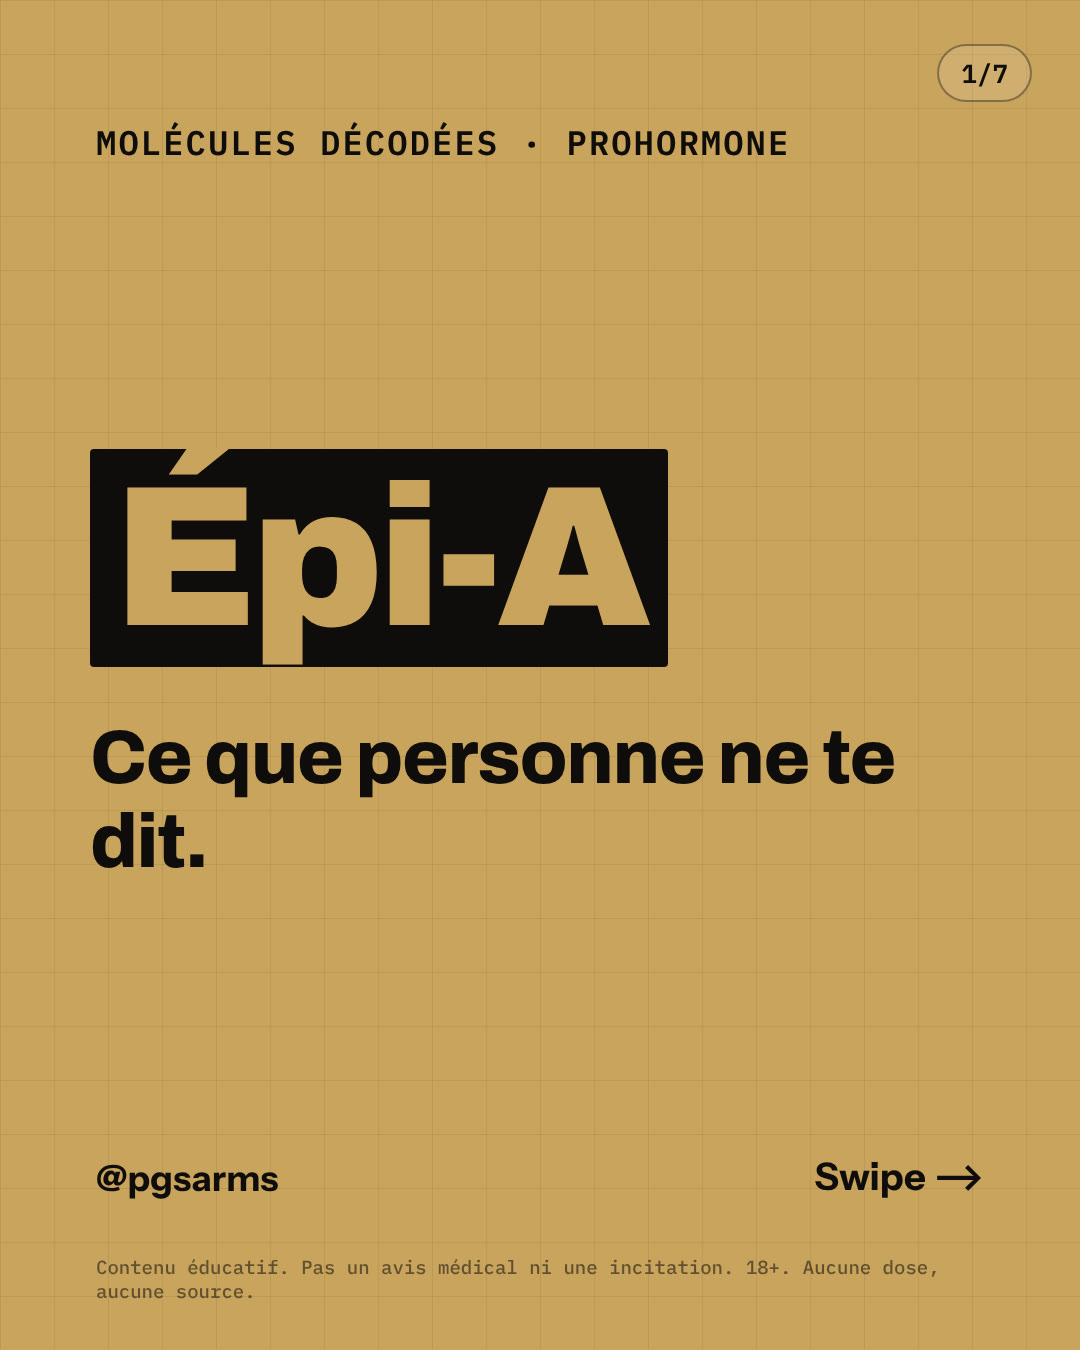 1/7
MOLÉCULES DÉCODÉES · PROHORMONE
Épi-A
Ce que personne ne te
dit.
@pgsarms
Swipe →
Contenu éducatif. Pas un avis médical ni une incitation. 18+. Aucune dose,
aucune source.